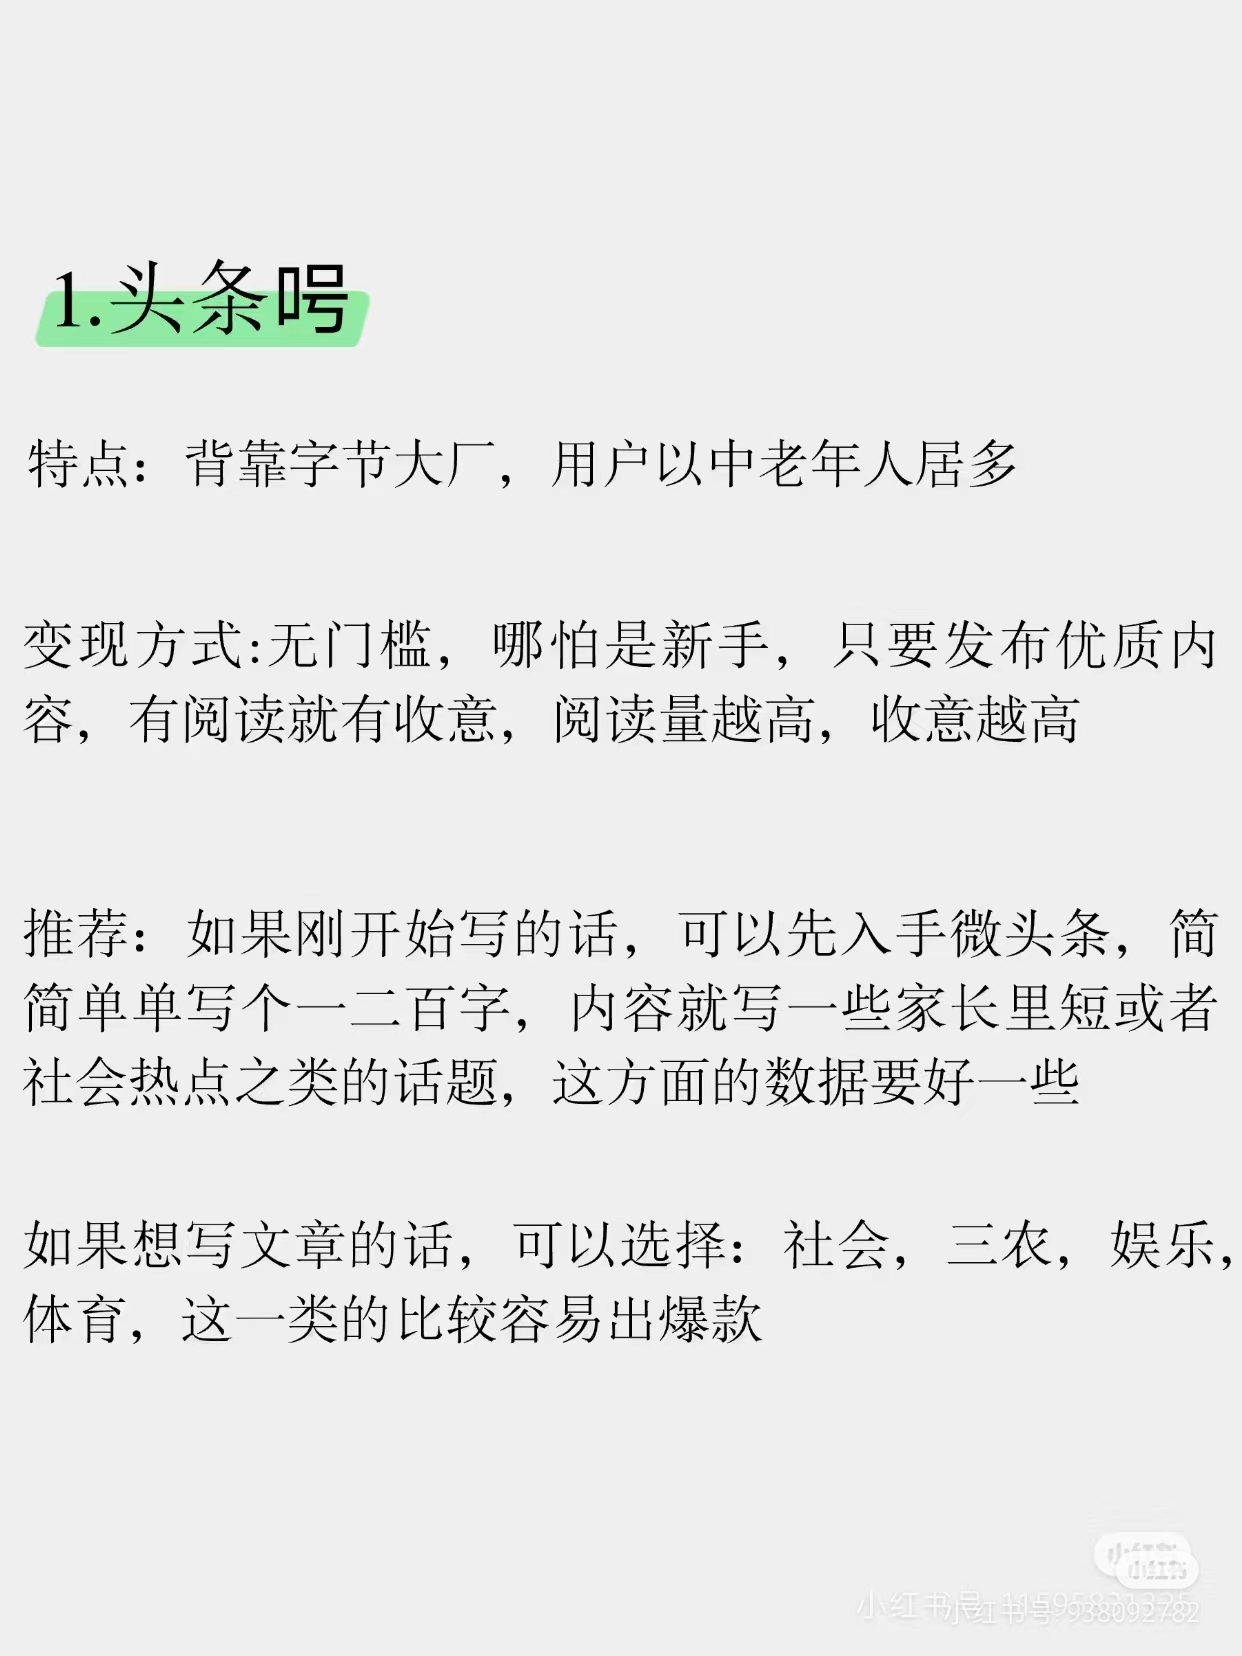 1.头条呺
特点：背靠字节大厂，用户以中老年人居多
变现方式:无门槛，哪怕是新手，只要发布优质内
容，有阅读就有收意，阅读量越高，收意越高
推荐：如果刚开始写的话，可以先入手微头条，简
简单单写个一二百字，内容就写一些家长里短或者
社会热点之类的话题，这方面的数据要好一些
如果想写文章的话，可以选择：社会，三农，娱乐，
体育，这一类的比较容易出爆款
小红书
小红书号:938092782